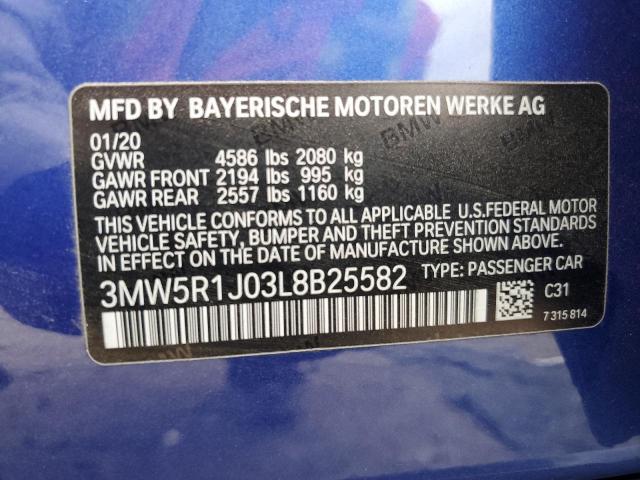 MFD BY BAYERISCHE MOTOREN WERKE AG
01/20
GVWR 4586 lbs 2080 kg
GAWR FRONT 2194 lbs 995 kg
GAWR REAR 2557 lbs 1160 kg
THIS VEHICLE CONFORMS TO ALL APPLICABLE U.S.FEDERAL MOTOR
VEHICLE SAFETY, BUMPER AND THEFT PREVENTION STANDARDS
IN EFFECT ON THE DATE OF MANUFACTURE SHOWN ABOVE.
3MW5R1J03L8B25582 TYPE: PASSENGER CAR
C31
7 315 814
BMW
BMW
BMW